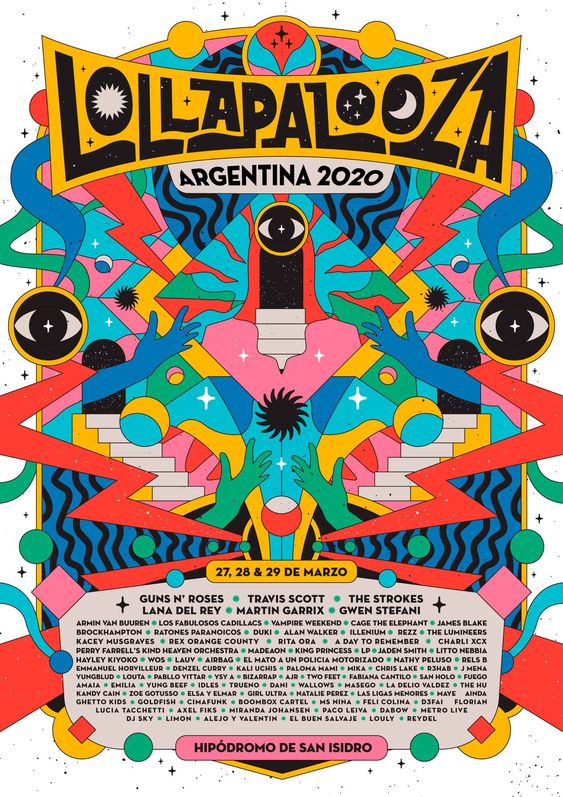 LOLLAPALOOZA
ARGENTINA 2020
27, 28 & 29 DE MARZO
GUNS N' ROSES • TRAVIS SCOTT • THE STROKES
LANA DEL REY • MARTIN GARRIX • GWEN STEFANI
ARMIN VAN BUUREN • LOS FABULOSOS CADILLACS • VAMPIRE WEEKEND • CAGE THE ELEPHANT • JAMES BLAKE
BROCKHAMPTON • RATONES PARANOICOS • DUKI • ALAN WALKER • ILLENIUM • REZZ • THE LUMINEERS
KACEY MUSGRAVES • REX ORANGE COUNTY • RITA ORA • A DAY TO REMEMBER • CHARLI XCX
PERRY FARRELL'S KIND HEAVEN ORCHESTRA • MADEON • KING PRINCESS • LP • JADEN SMITH • LITTO NEBBIA
HAYLEY KIYOKO • WOS • LAUV • AIRBAG • EL MATO A UN POLICIA MOTORIZADO • NATHY PELUSO • RELS B
EMMANUEL HORVILLEUR • DENZEL CURRY • KALI UCHIS • PALOMA MAMI • MIKA • CHRIS LAKE • R3HAB • J MENA
YUNGBLUD • LOUTA • PABLLO VITTAR • YSY A • BIZARRAP • AJR • TWO FEET • FABIANA CANTILO • SAN HOLO • FUEGO
AMAIA • EMILIA • YUNG BEEF • IDLES • TRUENO • DANI • WALLOWS • MASEGO • LA DELIO VALDEZ • THE HU
KANDY CAIN • ZOE GOTUSSO • ELSA Y ELMAR • GIRL ULTRA • NATALIE PEREZ • LAS LIGAS MENORES • MAYE AINDA
GHETTO KIDS • GOLDFISH • CIMAFUNK • BOOMBOX CARTEL • MS NINA • FELI COLINA • D3FAI • FLORIAN
LUCIA TACCHETTI • AXEL FIKS • MIRANDA JOHANSEN • PACO LEIVA • DABOW • METRO LIVE
DJ SKY • LIMON • ALEJO Y VALENTIN • EL BUEN SALVAJE • LOULY • REYDEL
HIPÓDROMO DE SAN ISIDRO